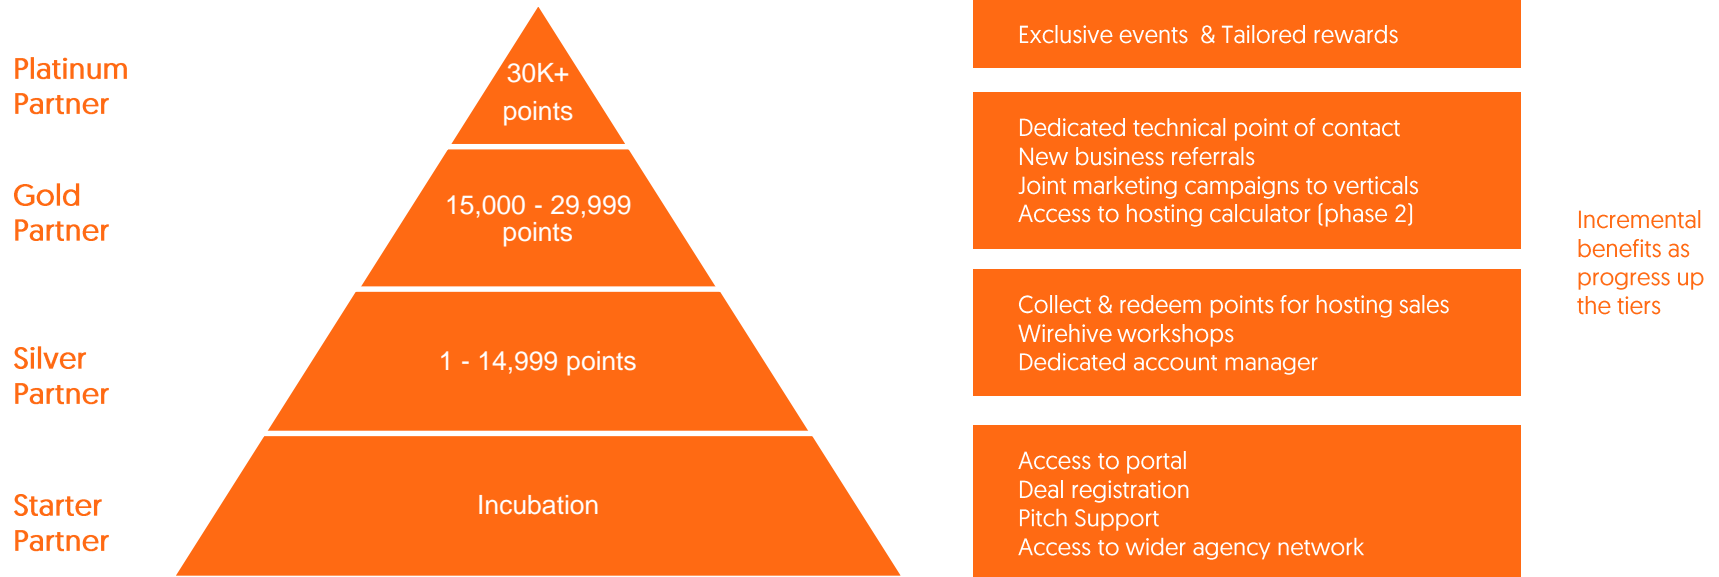 Platinum
Partner
30K+
points
Exclusive events  & Tailored rewards
Gold
Partner
15,000 - 29,999
points
Dedicated technical point of contact
New business referrals
Joint marketing campaigns to verticals
Access to hosting calculator (phase 2)
Silver
Partner
1 - 14,999 points
Collect & redeem points for hosting sales
Wirehive workshops
Dedicated account manager
Starter
Partner
Incubation
Access to portal
Deal registration
Pitch Support
Access to wider agency network
Incremental
benefits as
progress up
the tiers